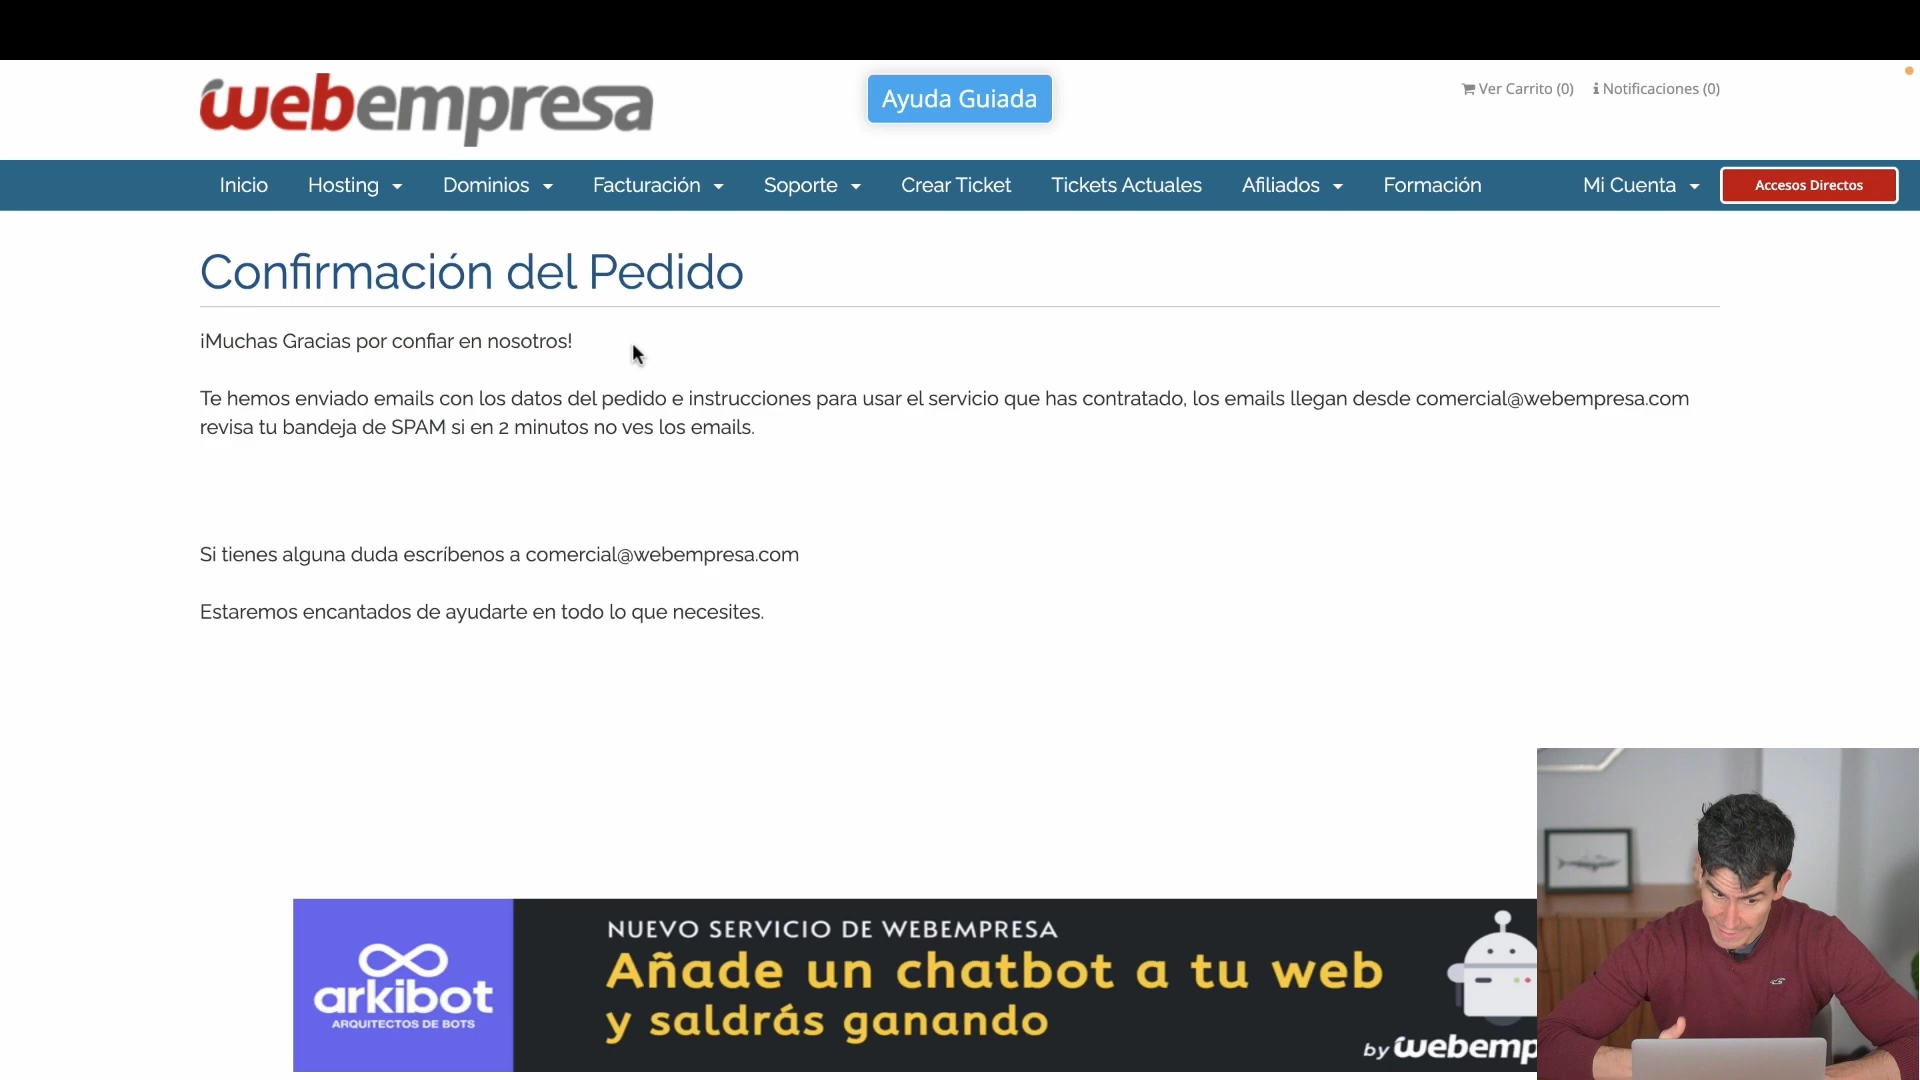 webempresa
Ayuda Guiada
Ver Carrito (0)
Notificaciones (0)
Inicio
Hosting
Dominios
Facturación
Soporte
Crear Ticket
Tickets Actuales
Afiliados
Formación
Mi Cuenta
Accesos Directos
Confirmación del Pedido
¡Muchas Gracias por confiar en nosotros!
Te hemos enviado emails con los datos del pedido e instrucciones para usar el servicio que has contratado, los emails llegan desde comercial@webempresa.com
revisa tu bandeja de SPAM si en 2 minutos no ves los emails.
Si tienes alguna duda escríbenos a comercial@webempresa.com
Estaremos encantados de ayudarte en todo lo que necesites.
arkibot
ARQUITECTOS DE BOTS
NUEVO SERVICIO DE WEBEMPRESA
Añade un chatbot a tu web
y saldrás ganando
by webemp